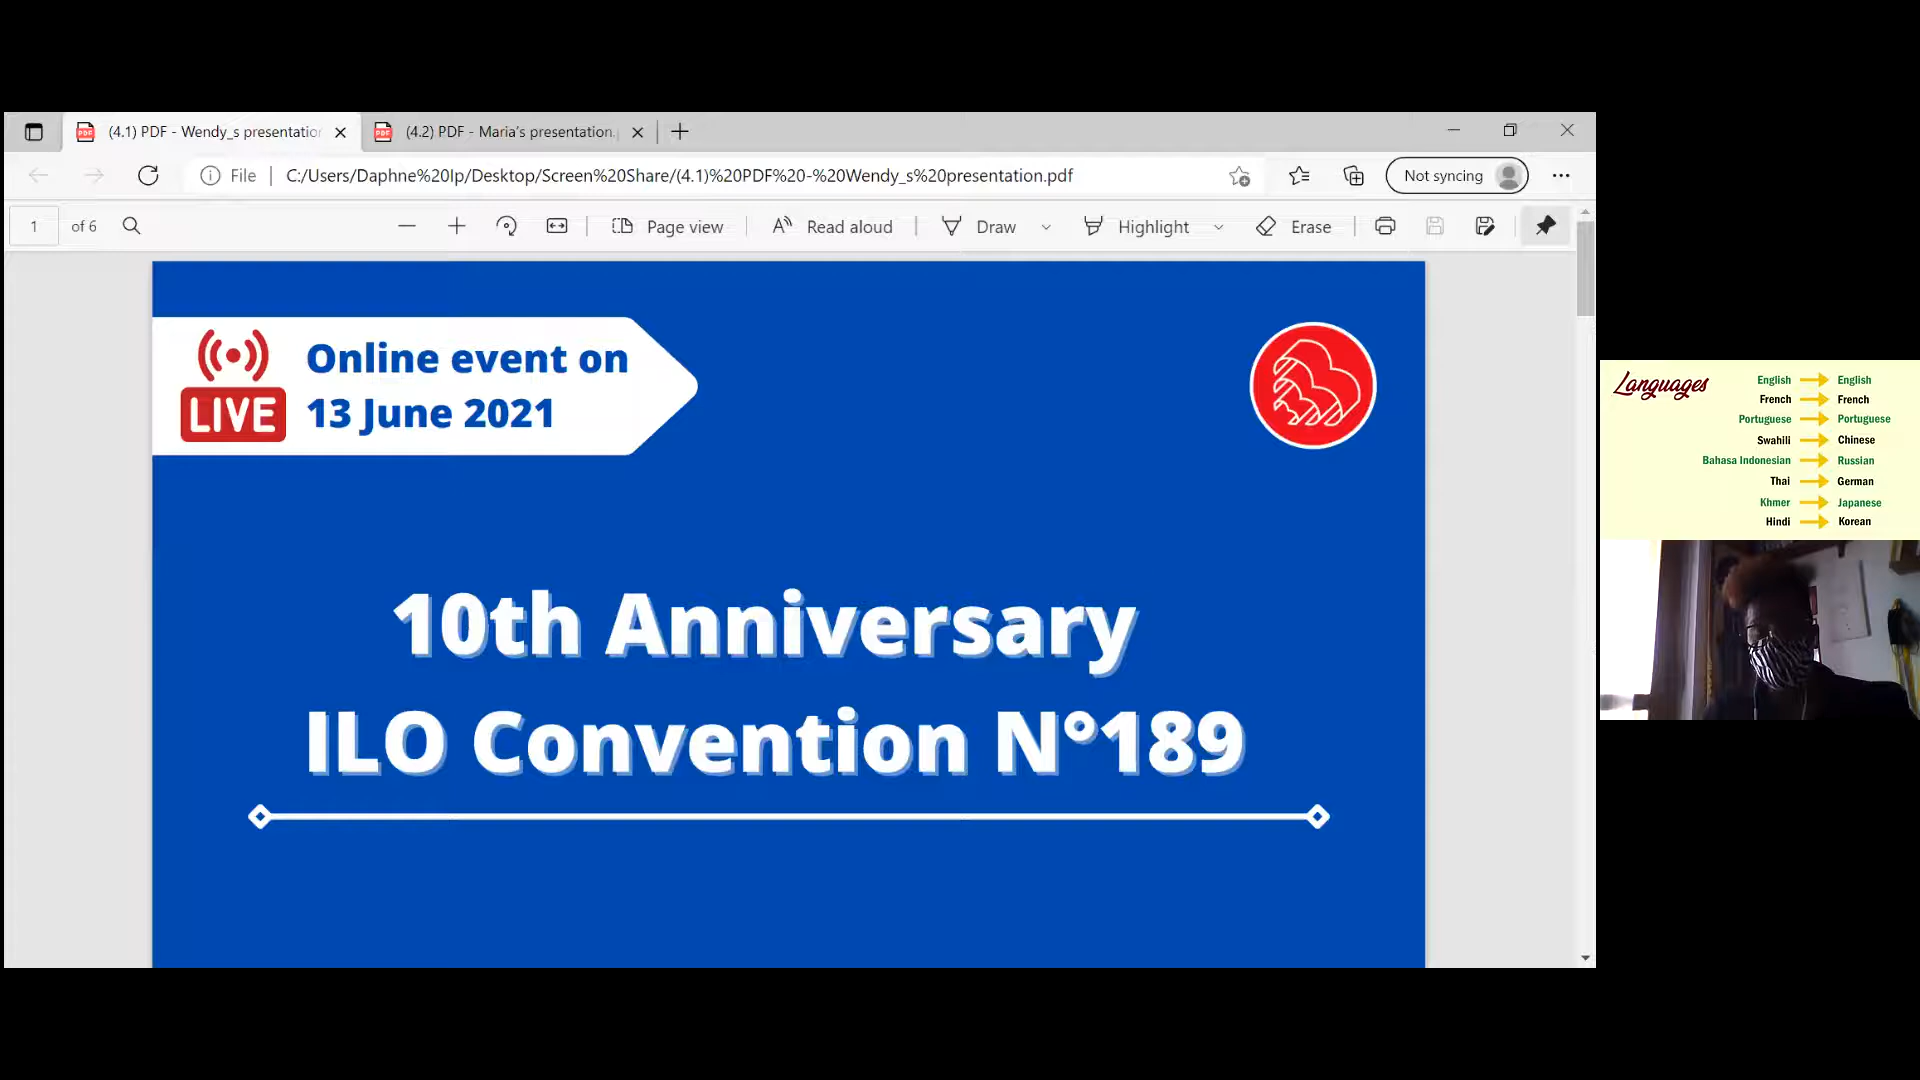 (4.1) PDF - Wendy_s presentation
(4.2) PDF - Maria's presentation.
File
C:/Users/Daphne%20Ip/Desktop/Screen%20Share/(4.1)%20PDF%20-%20Wendy_s%20presentation.pdf
Not syncing
1 of 6
Page view
Read aloud
Draw
Highlight
Erase
LIVE
Online event on
13 June 2021
10th Anniversary
ILO Convention N°189
Languages
English English
French French
Portuguese Portuguese
Swahili Chinese
Bahasa Indonesian Russian
Thai German
Khmer Japanese
Hindi Korean